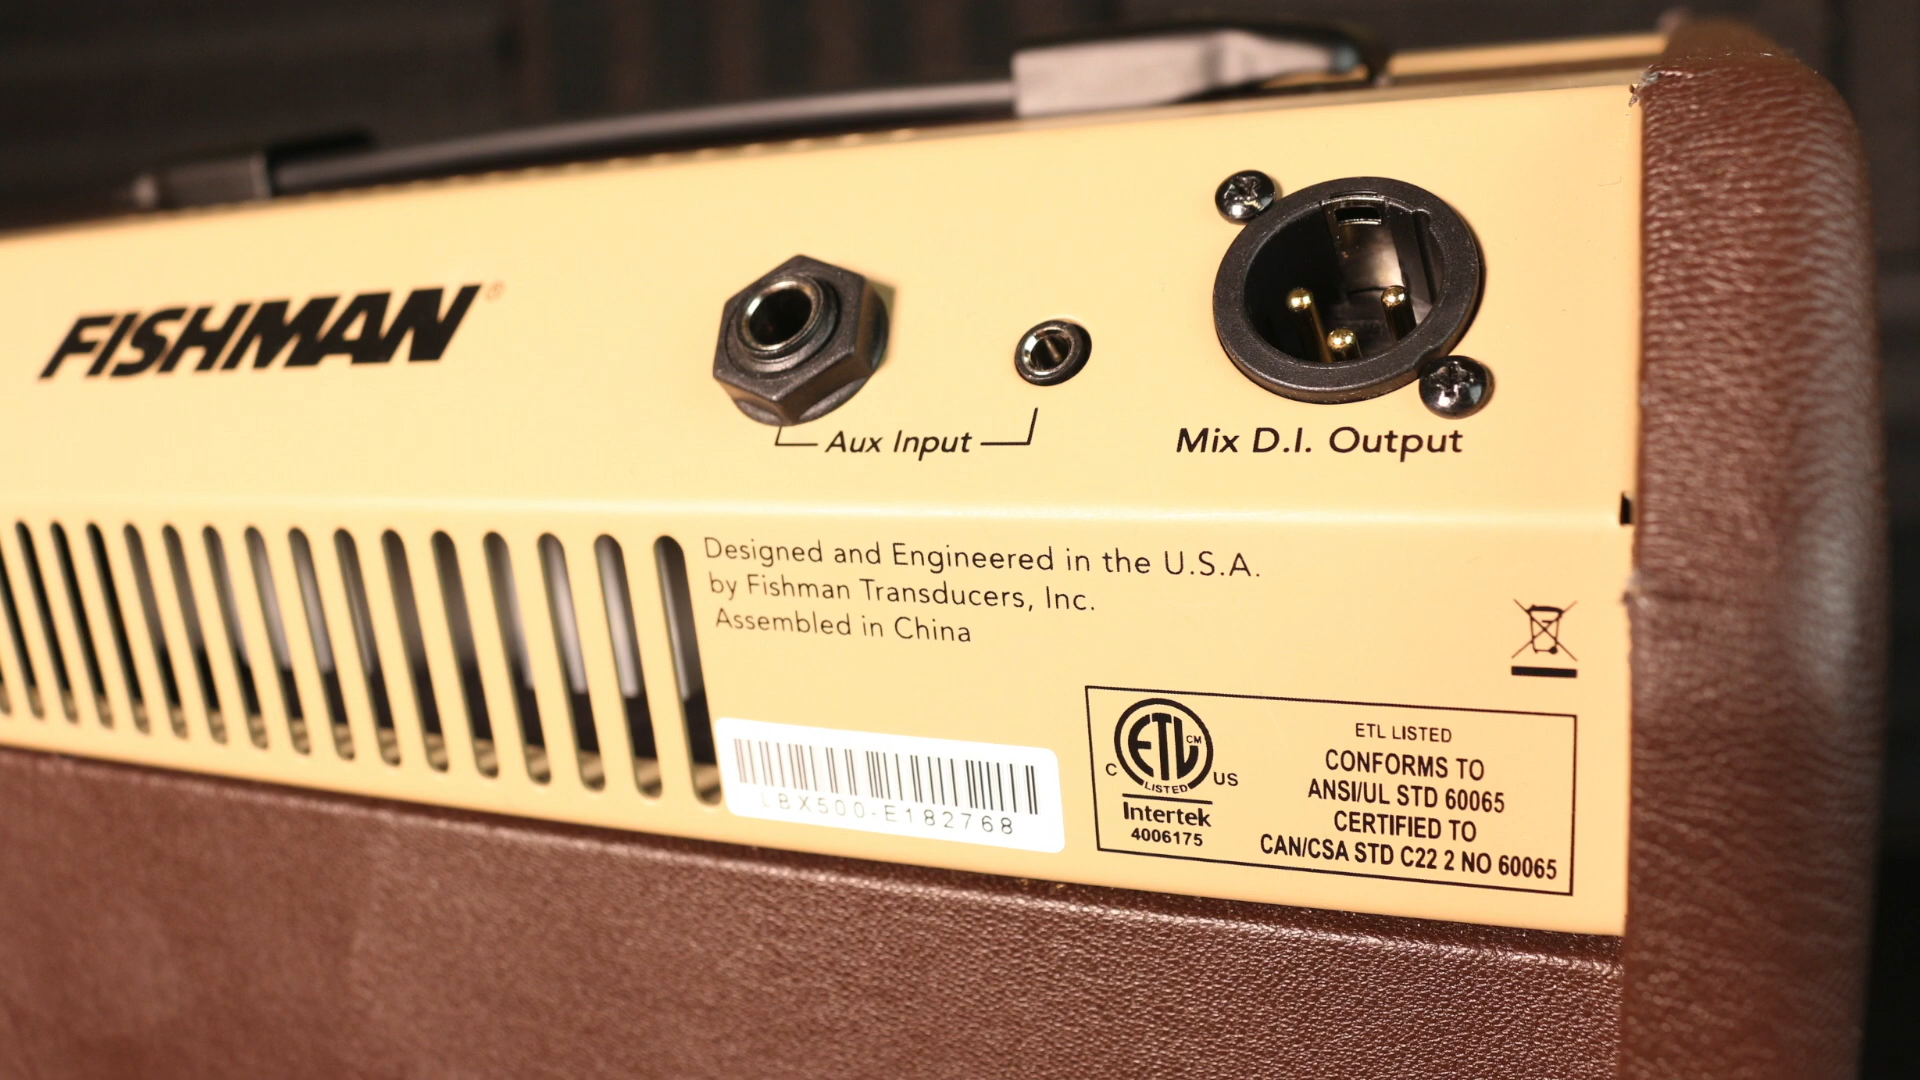 FISHMAN®
Aux Input
Mix D.I. Output
Designed and Engineered in the U.S.A.
by Fishman Transducers, Inc.
Assembled in China
LBX500-E182768
ETL CM
LISTED
C US
Intertek
4006175
ETL LISTED
CONFORMS TO
ANSI/UL STD 60065
CERTIFIED TO
CAN/CSA STD C22 2 NO 60065